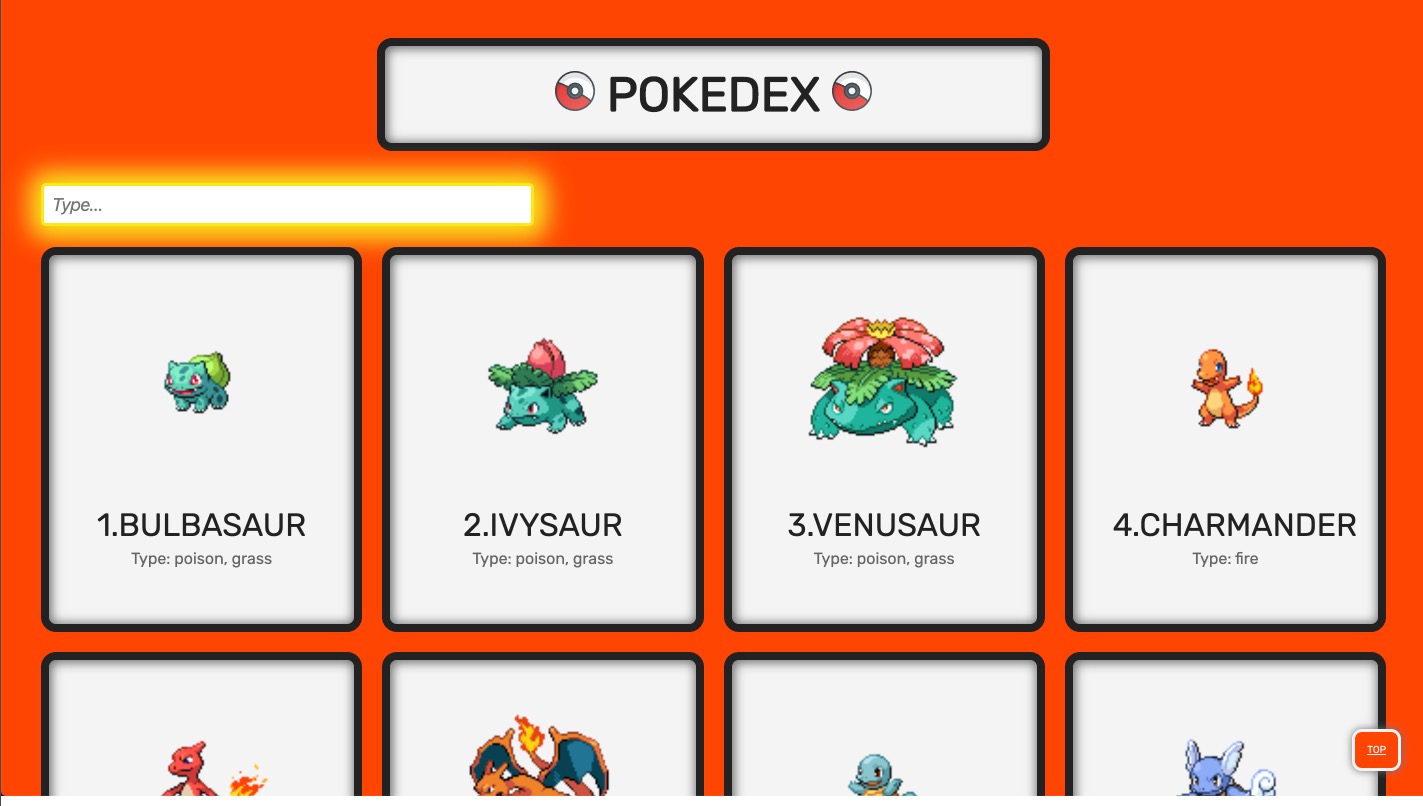 POKEDEX
Type...
1.BULBASAUR
Type: poison, grass
2.IVYSAUR
Type: poison, grass
3.VENUSAUR
Type: poison, grass
4.CHARMANDER
Type: fire
TOP